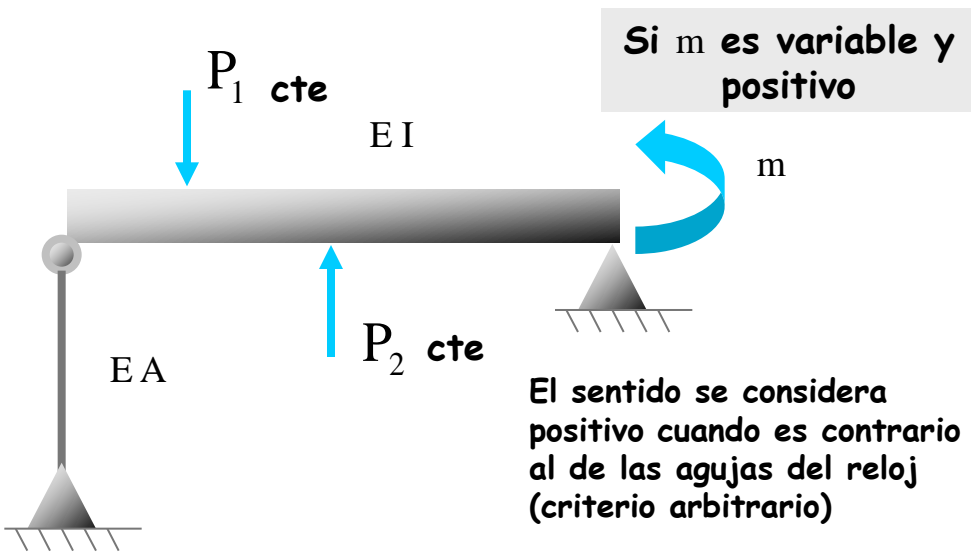 Si m es variable y
positivo
P₁ cte
E I
m
P₂ cte
E A
El sentido se considera
positivo cuando es contrario
al de las agujas del reloj
(criterio arbitrario)